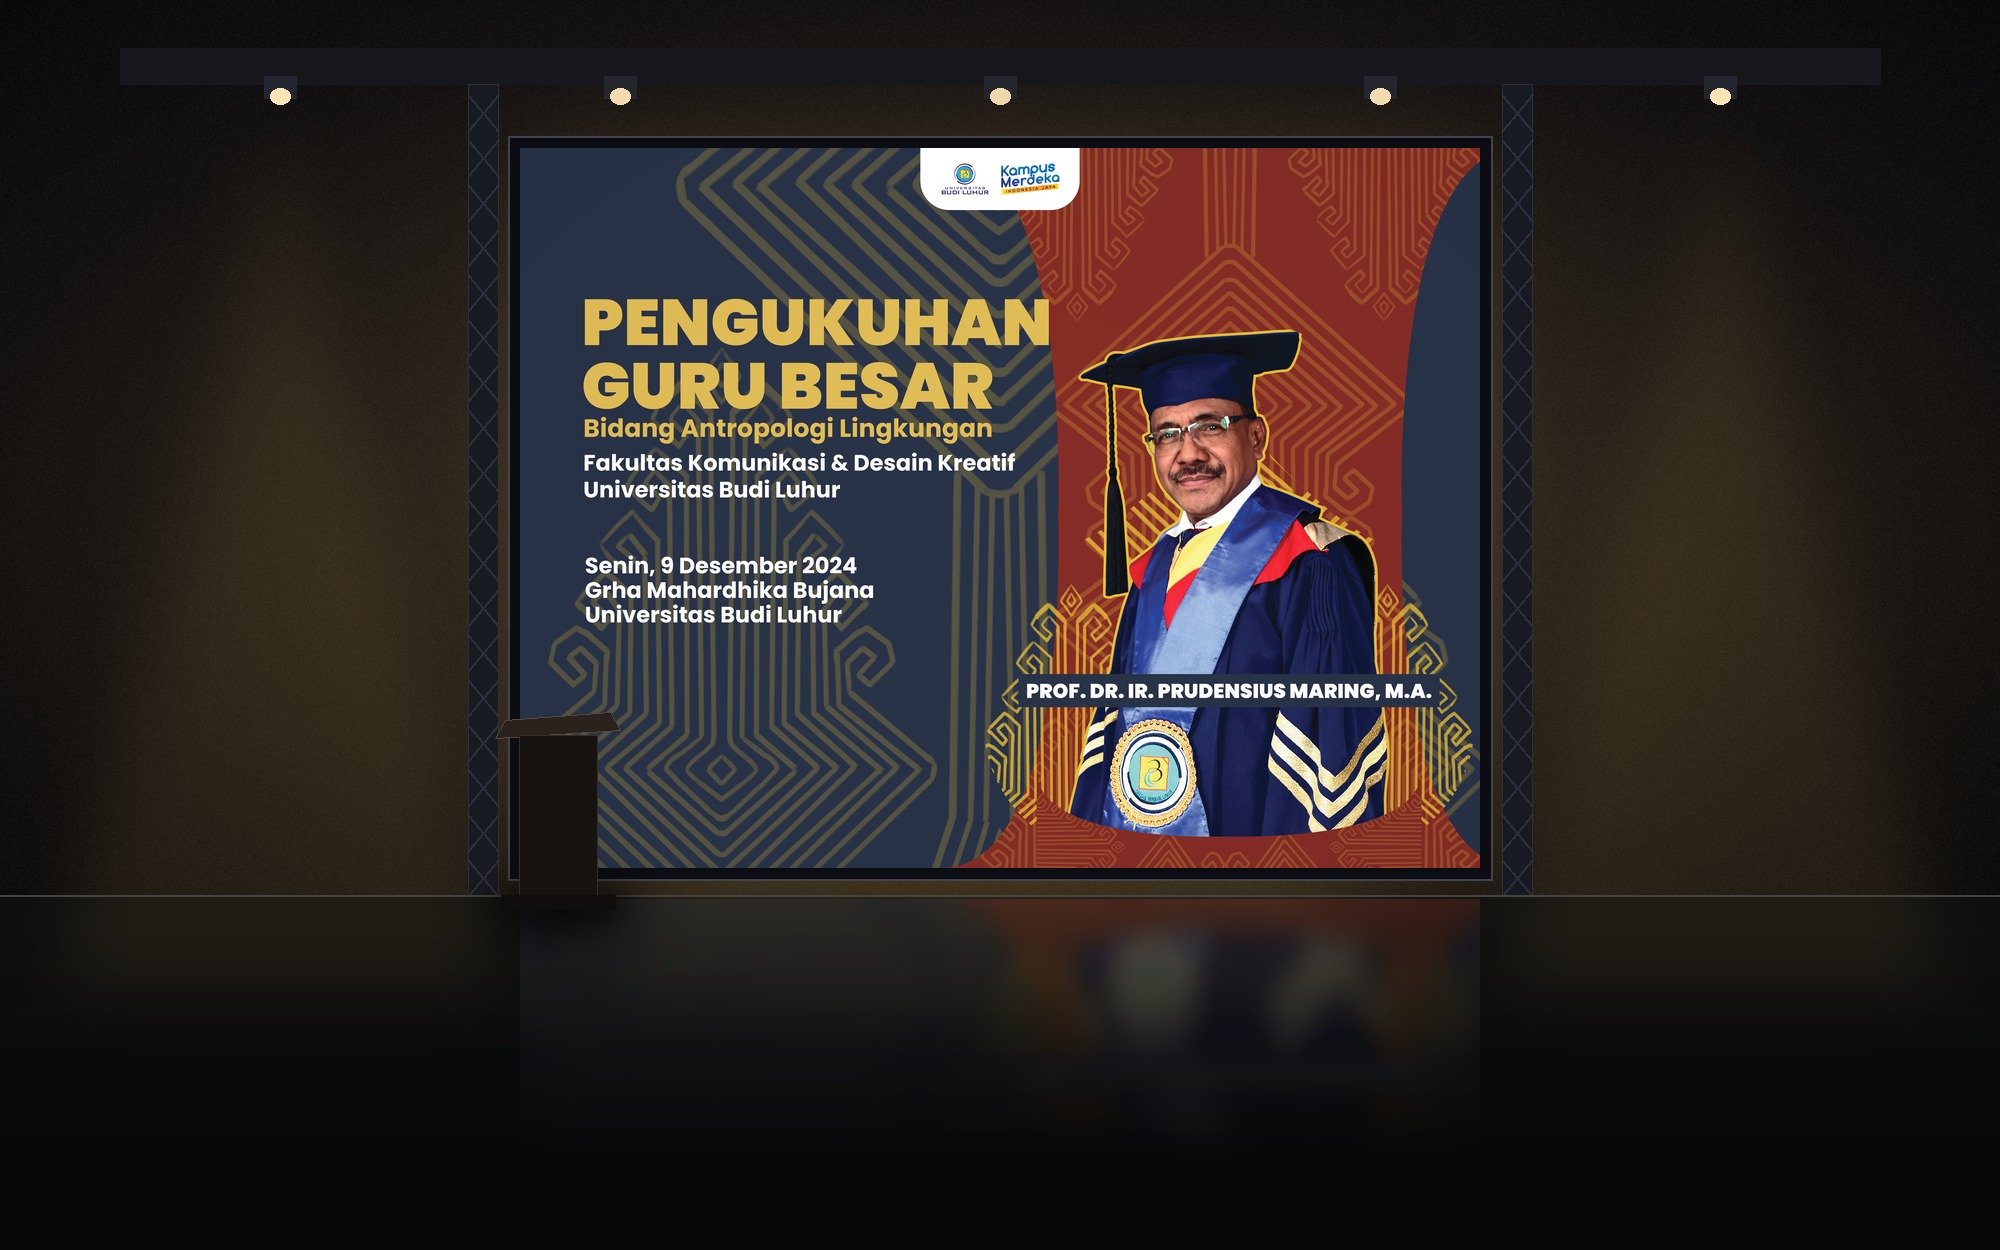 UNIVERSITAS
BUDI LUHUR
Kampus
Merdeka
INDONESIA JAYA
PENGUKUHAN
GURU BESAR
Bidang Antropologi Lingkungan
Fakultas Komunikasi & Desain Kreatif
Universitas Budi Luhur
Senin, 9 Desember 2024
Grha Mahardhika Bujana
Universitas Budi Luhur
PROF. DR. IR. PRUDENSIUS MARING, M.A.